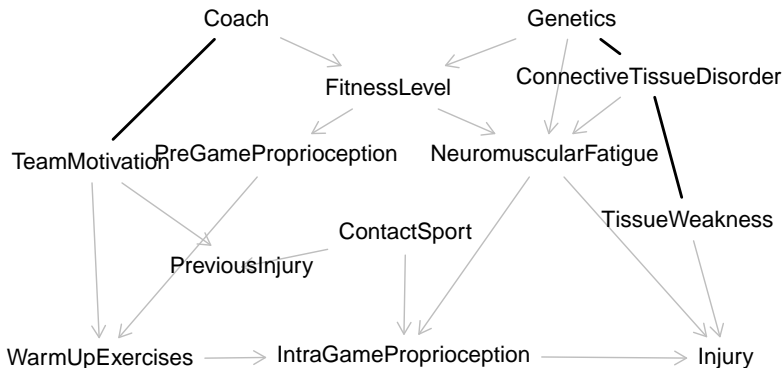 Coach
Genetics
FitnessLevel
ConnectiveTissueDisorder
TeamMotivation
PreGameProprioception
NeuromuscularFatigue
TissueWeakness
ContactSport
PreviousInjury
WarmUpExercises
IntraGameProprioception
Injury